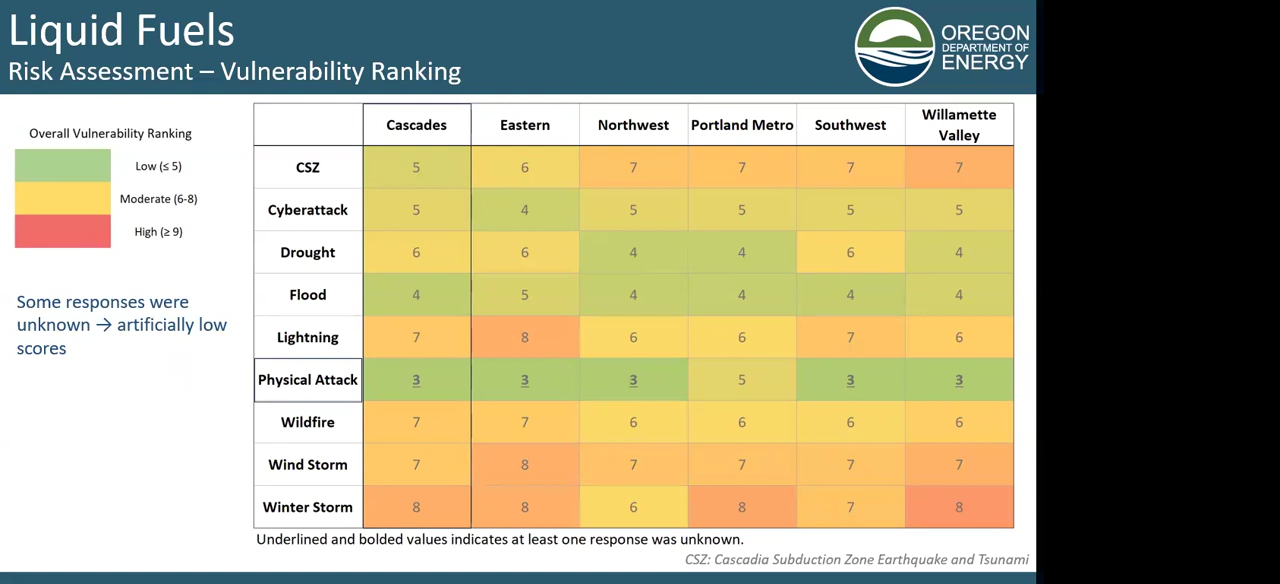 Liquid Fuels
Risk Assessment – Vulnerability Ranking
OREGON
DEPARTMENT OF
ENERGY
Overall Vulnerability Ranking
Low (≤ 5)
Moderate (6-8)
High (≥ 9)
Some responses were
unknown → artificially low
scores
Cascades Eastern Northwest Portland Metro Southwest Willamette Valley
CSZ 5 6 7 7 7 7
Cyberattack 5 4 5 5 5 5
Drought 6 6 4 4 6 4
Flood 4 5 4 4 4 4
Lightning 7 8 6 6 7 6
Physical Attack 3 3 3 5 3 3
Wildfire 7 7 6 6 6 6
Wind Storm 7 8 7 7 7 7
Winter Storm 8 8 6 8 7 8
Underlined and bolded values indicates at least one response was unknown.
CSZ: Cascadia Subduction Zone Earthquake and Tsunami